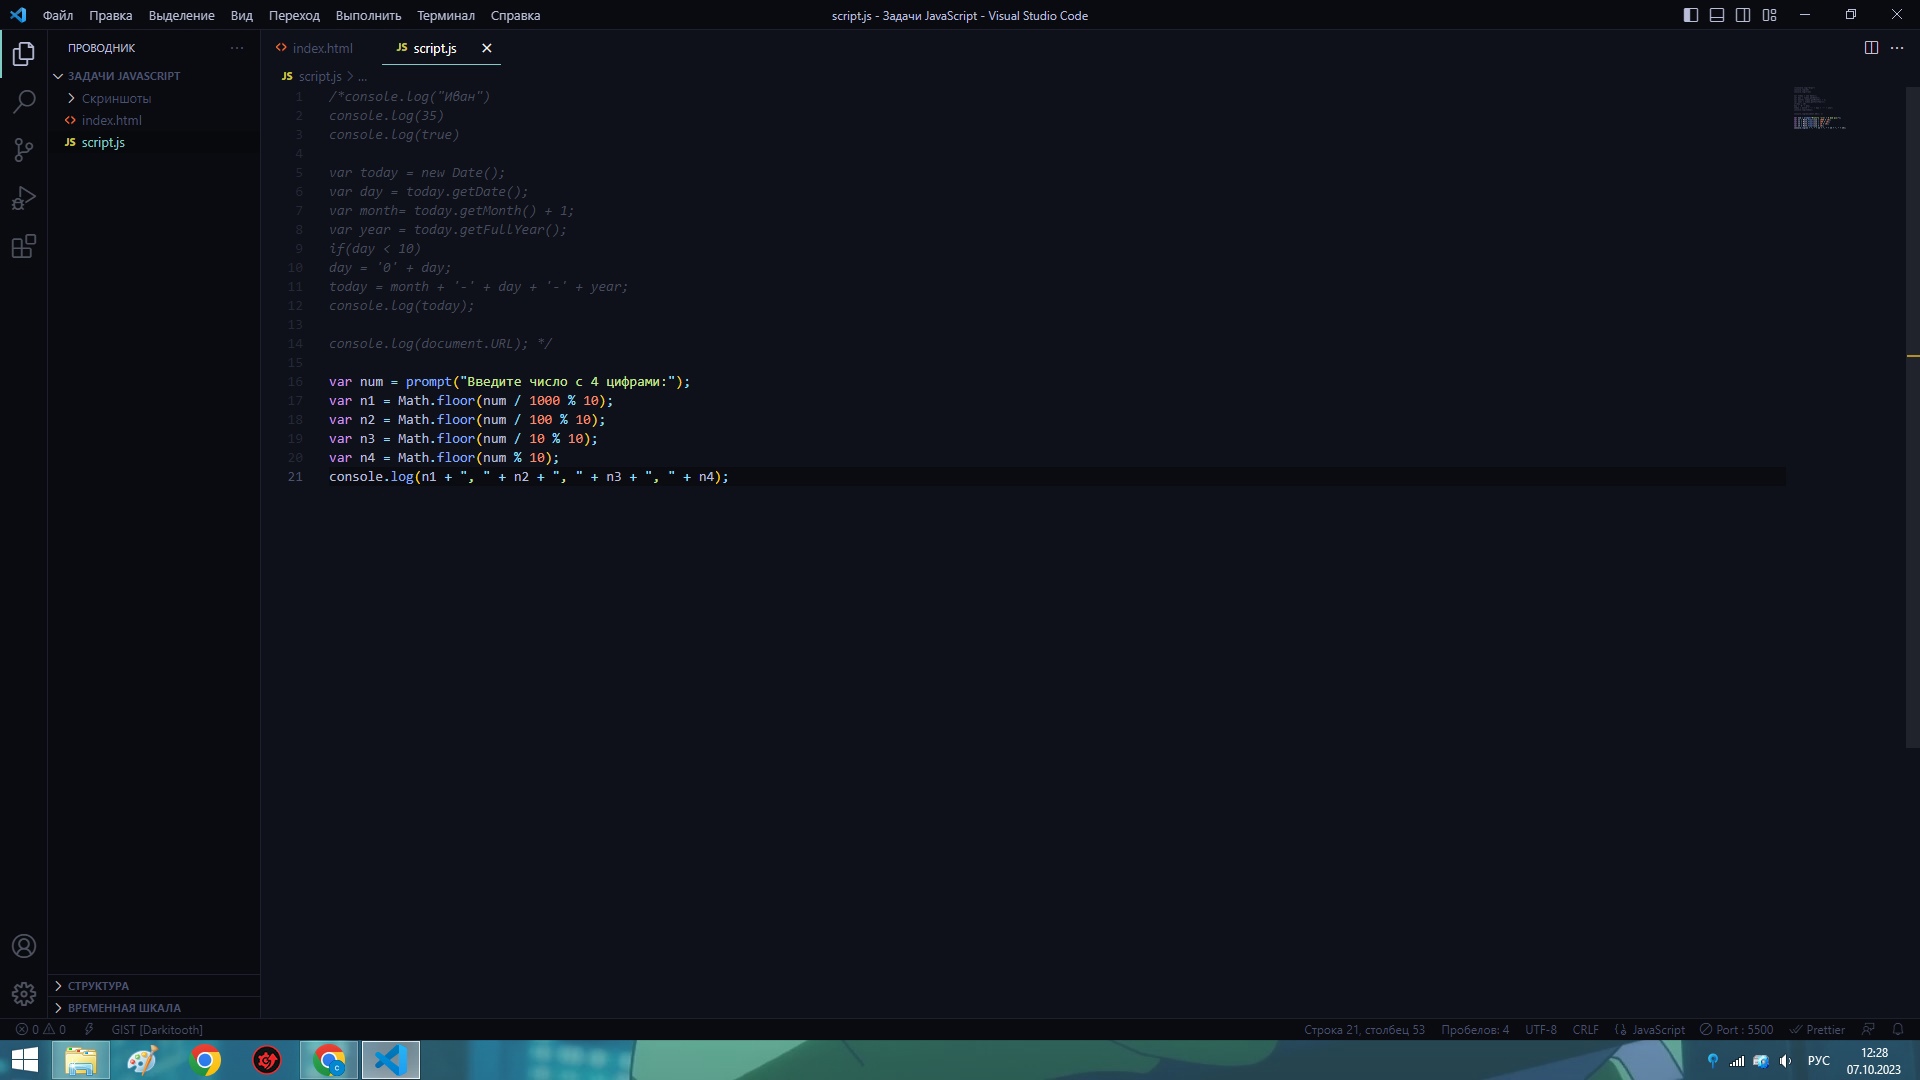 Файл Правка Выделение Вид Переход Выполнить Терминал Справка
script.js - Задачи JavaScript - Visual Studio Code
ПРОВОДНИК
ЗАДАЧИ JAVASCRIPT
Скриншоты
index.html
JS script.js
index.html
JS script.js
JS script.js > ...
1 /*console.log("Иван")
2 console.log(35)
3 console.log(true)
4
5 var today = new Date();
6 var day = today.getDate();
7 var month= today.getMonth() + 1;
8 var year = today.getFullYear();
9 if(day < 10)
10 day = '0' + day;
11 today = month + '-' + day + '-' + year;
12 console.log(today);
13
14 console.log(document.URL); */
15
16 var num = prompt("Введите число с 4 цифрами:");
17 var n1 = Math.floor(num / 1000 % 10);
18 var n2 = Math.floor(num / 100 % 10);
19 var n3 = Math.floor(num / 10 % 10);
20 var n4 = Math.floor(num % 10);
21 console.log(n1 + ", " + n2 + ", " + n3 + ", " + n4);
СТРУКТУРА
ВРЕМЕННАЯ ШКАЛА
0 0 GIST [Darkitooth]
Строка 21, столбец 53 Пробелов: 4 UTF-8 CRLF JavaScript Port : 5500 Prettier
РУС
12:28
07.10.2023